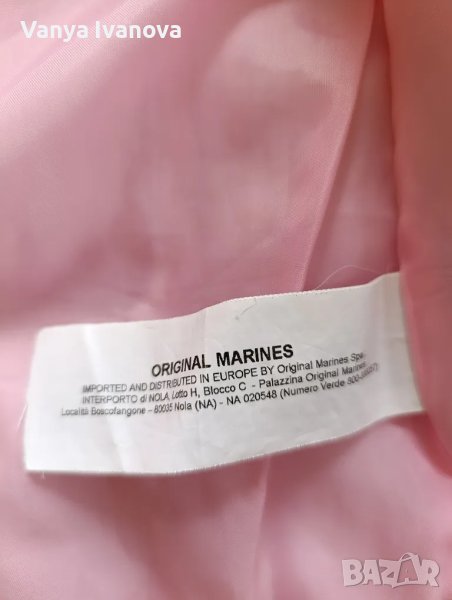 Vanya Ivanova
ORIGINAL MARINES
IMPORTED AND DISTRIBUTED IN EUROPE BY Original Marines Spa
INTERPORTO di NOLA, Lotto H, Blocco C - Palazzina Original Marines
Località Boscofangone - 80035 Nola (NA) - NA 020548 (Numero Verde
BAZAR